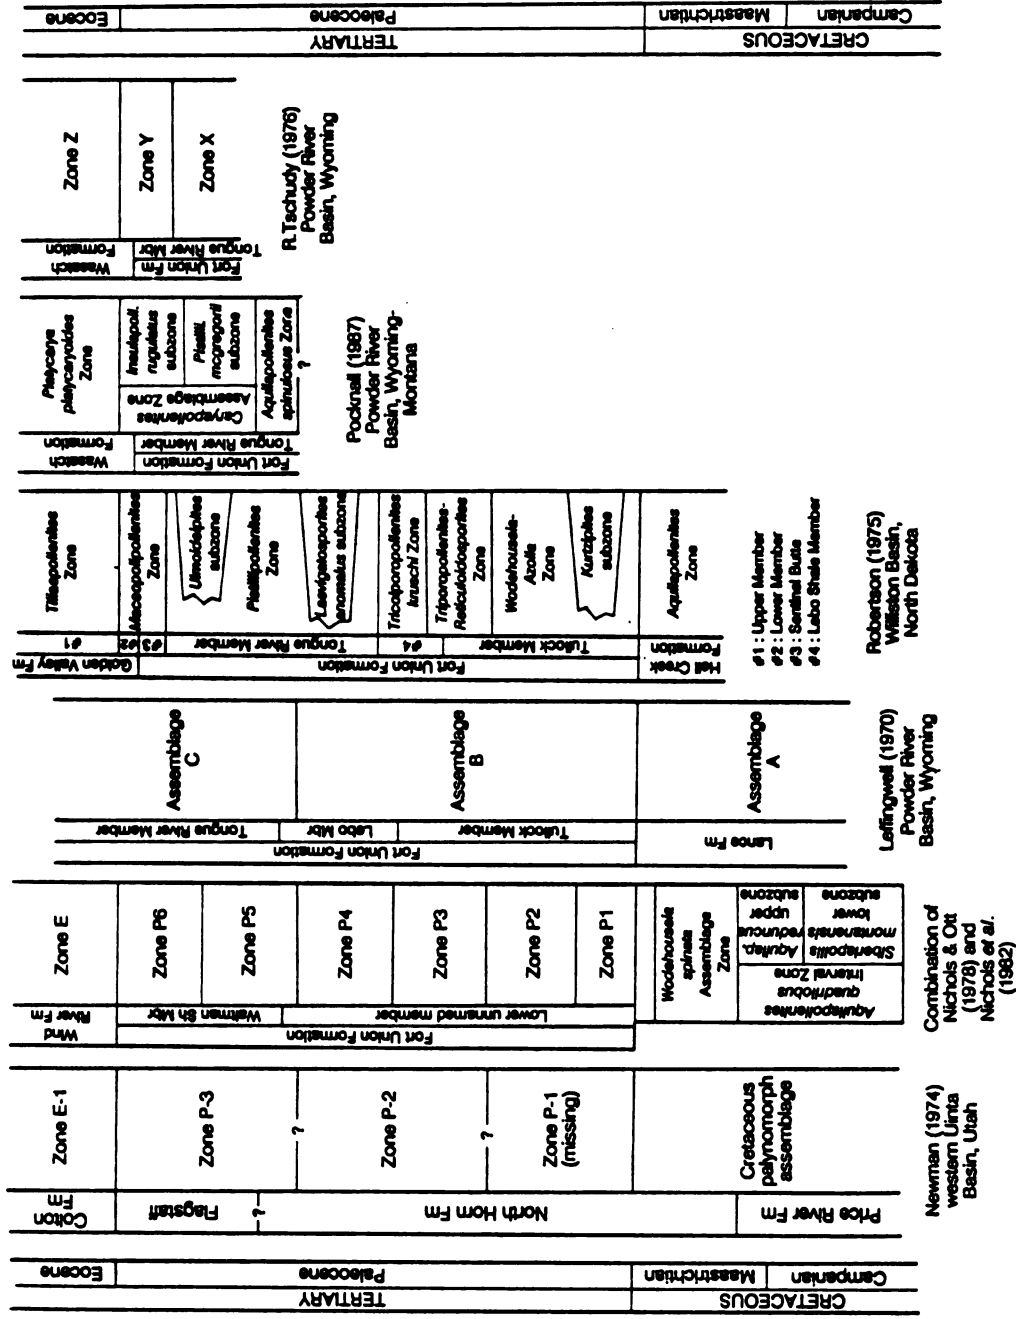 CRETACEOUS
TERTIARY
Campanian
Maastrichtian
Paleocene
Eocene
Price River Fm
North Horn Fm
?
Flagstaff
Colton
Fm
Cretaceous
palynomorph
assemblage
Zone P-1
(missing)
?
Zone P-2
?
Zone P-3
Zone E-1
Newman (1974)
western Uinta
Basin, Utah
Fort Union Formation
Lower unnamed member
Waltman Sh Mbr
Wind
River Fm
Aquilapollenites
quadrilobus
Interval Zone
Siberiapollis
montanensis
lower
subzone
Aquilap.
reduncus
upper
subzone
Wodehouseia
spinata
Assemblage
Zone
Zone P1
Zone P2
Zone P3
Zone P4
Zone P5
Zone P6
Zone E
Combination of
Nichols & Ott
(1978) and
Nichols et al.
(1982)
Lance Fm
Fort Union Formation
Tullock Member
Lebo Mbr
Tongue River Member
Assemblage
A
Assemblage
B
Assemblage
C
Leffingwell (1970)
Powder River
Basin, Wyoming
Hell Creek
Formation
Fort Union Formation
Golden Valley Fm
Tullock Member
#4
Tongue River Member
#3
#2
#1
Aquilapollenites
Zone
Kurtzipites
subzone
Wodehouseia-
Azolla
Zone
Triporopollenites-
Reticuloidosporites
Zone
Tricolporopollenites
kruschi Zone
Laevigatosporites
anomalus subzone
Pistillipollenites
Zone
Ulmoideipites
subzone
Maceopolipollenites
Zone
Tiliaepollenites
Zone
#1 : Upper Member
#2 : Lower Member
#3 : Sentinel Butte
#4 : Lebo Shale Member
Robertson (1975)
Williston Basin,
North Dakota
Fort Union Formation
Tongue River Member
Wasatch
Formation
Caryapollenites
Assemblage Zone
Aquilapollenites
spinulosus Zone
?
Pistilli.
mcgregorii
subzone
Insulapoll.
rugulatus
subzone
Platycarya
platycaryoides
Zone
Pocknall (1987)
Powder River
Basin, Wyoming-
Montana
Fort Union Fm
Tongue River Mbr
Wasatch
Formation
Zone X
Zone Y
Zone Z
R.Tschudy (1976)
Powder River
Basin, Wyoming
CRETACEOUS
TERTIARY
Campanian
Maastrichtian
Paleocene
Eocene